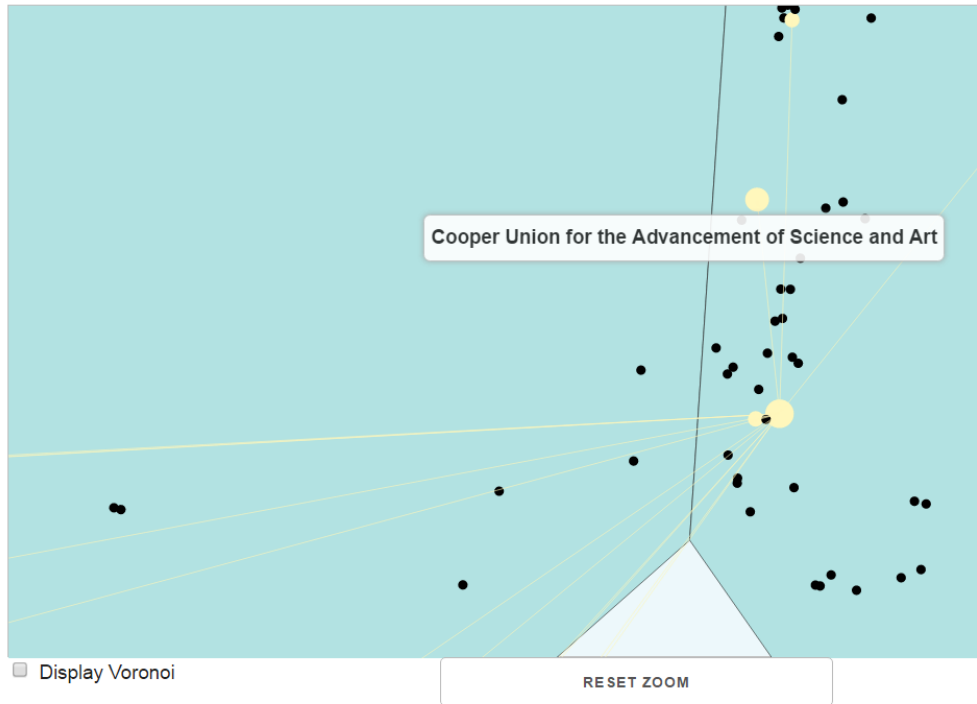 Cooper Union for the Advancement of Science and Art
Display Voronoi
RESET ZOOM